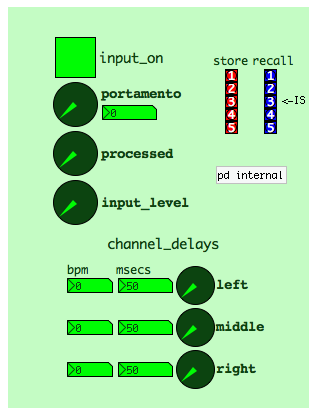 input_on
store recall
portamento
0
1 1
2 2
3 3 <-IS
4 4
5 5
processed
pd internal
input_level
channel_delays
bpm msecs
0 50 left
0 50 middle
0 50 right